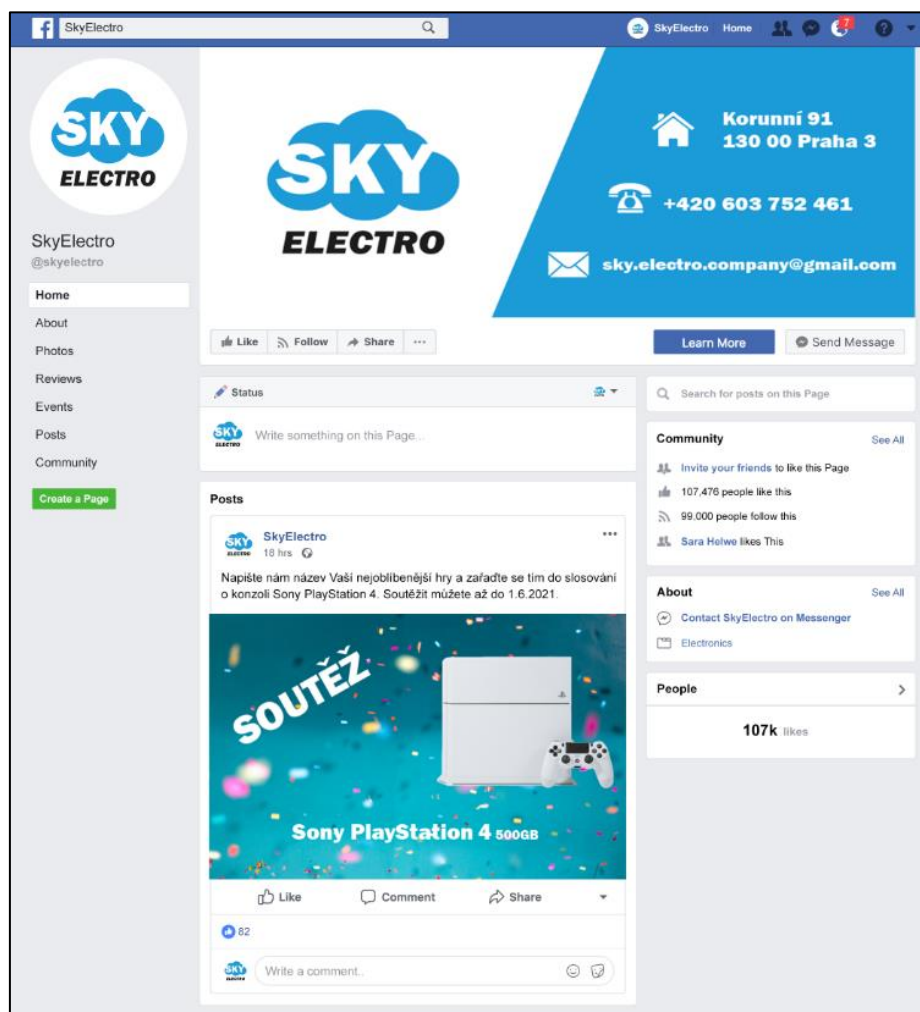 SkyElectro
SkyElectro Home 7
SKY
ELECTRO
SkyElectro
@skyelectro
Home
About
Photos
Reviews
Events
Posts
Community
Create a Page
SKY
ELECTRO
Korunní 91
130 00 Praha 3
+420 603 752 461
sky.electro.company@gmail.com
Like Follow Share
Learn More Send Message
Status
SKY
ELECTRO
Write something on this Page...
Posts
SKY
ELECTRO
SkyElectro
18 hrs
Napište nám název Vaší nejoblíbenější hry a zařaďte se tím do slosování
o konzoli Sony PlayStation 4. Soutěžit můžete až do 1.6.2021.
SOUTĚŽ
Sony PlayStation 4 500GB
Like Comment Share
82
SKY
ELECTRO
Write a comment..
Search for posts on this Page
Community See All
Invite your friends to like this Page
107,476 people like this
99,000 people follow this
Sara Helwe likes This
About See All
Contact SkyElectro on Messenger
Electronics
People
107k likes